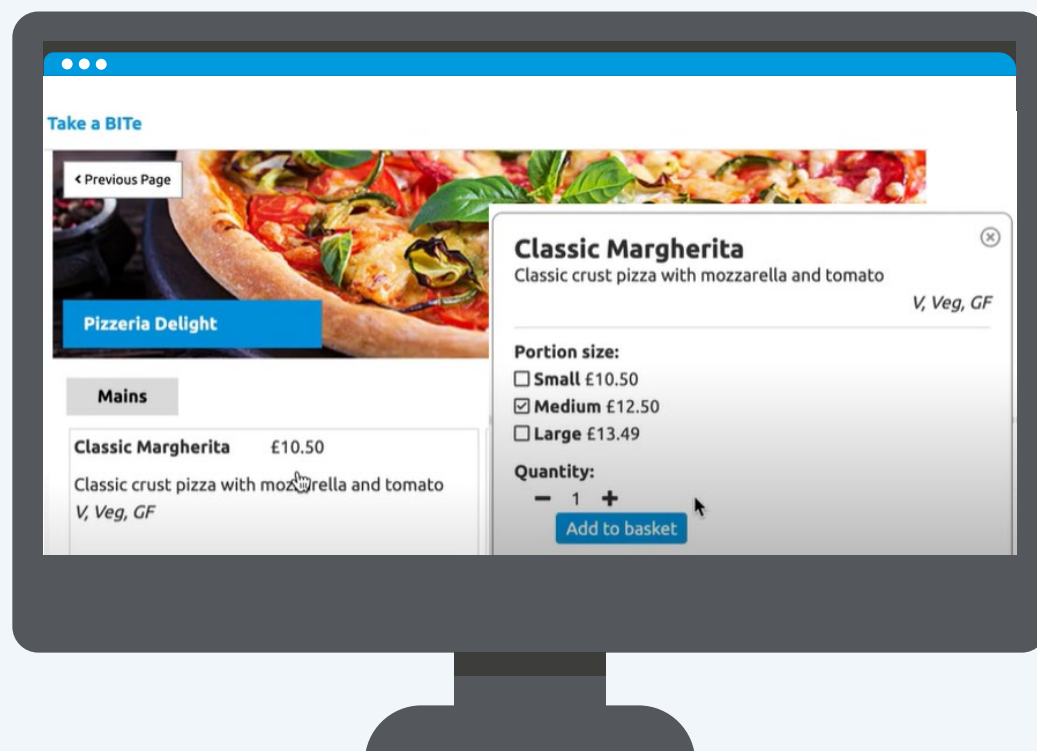 Take a BITe
‹ Previous Page
Pizzeria Delight
Mains
Classic Margherita £10.50
Classic crust pizza with mozzarella and tomato
V, Veg, GF
Classic Margherita
Classic crust pizza with mozzarella and tomato
V, Veg, GF
Portion size:
Small £10.50
Medium £12.50
Large £13.49
Quantity:
− 1 +
Add to basket